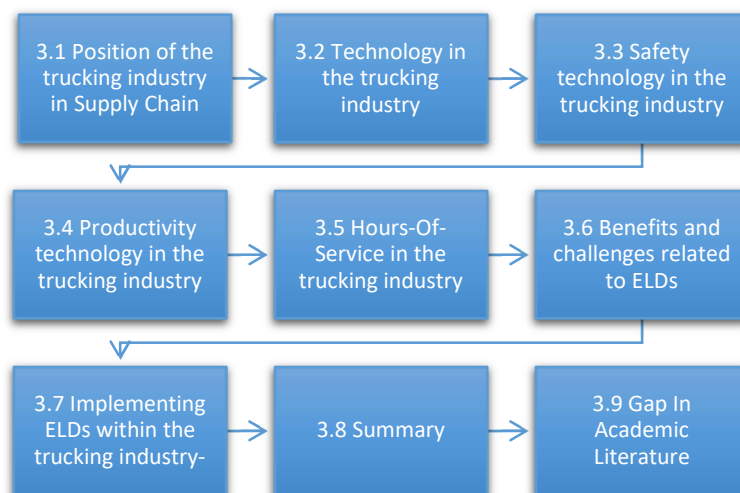 3.1 Position of the
trucking industry
in Supply Chain
3.2 Technology in
the trucking
industry
3.3 Safety
technology in the
trucking industry
3.4 Productivity
technology in the
trucking industry
3.5 Hours-Of-
Service in the
trucking industry
3.6 Benefits and
challenges related
to ELDs
3.7 Implementing
ELDs within the
trucking industry-
3.8 Summary
3.9 Gap In
Academic
Literature